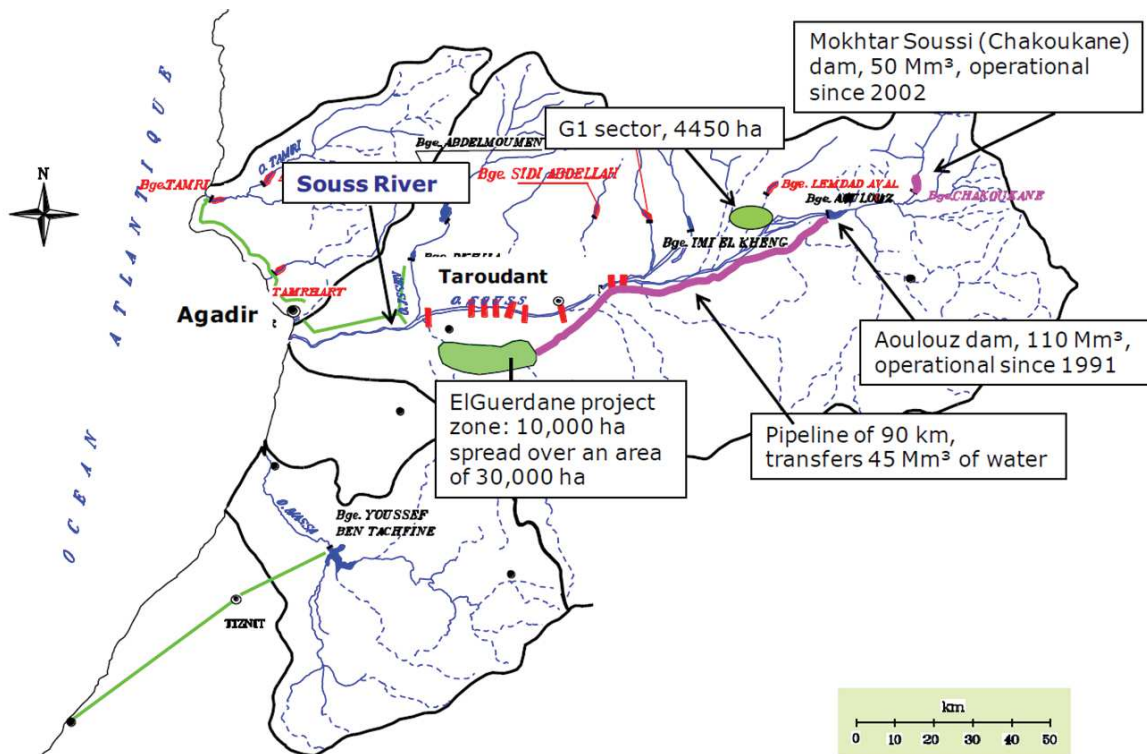 Mokhtar Soussi (Chakoukane)
dam, 50 Mm³, operational
since 2002
G1 sector, 4450 ha
N
O. TAMRI
Bge. ABDELMOUMEN
Bge.TAMRI
Souss River
Bge. SIDI ABDELLAH
Bge. LEMDAD AVAL
Bge. AOULOUZ
Bge.CHAKOUKANE
Bge. IMI EL KHENG
Taroudant
TAMRHART
O. SOUSS
Agadir
OCEAN ATLANTIQUE
Aoulouz dam, 110 Mm³,
operational since 1991
ElGuerdane project
zone: 10,000 ha
spread over an area
of 30,000 ha
Pipeline of 90 km,
transfers 45 Mm³ of water
O.MASSA
Bge. YOUSSEF
BEN TACHFINE
TIZNIT
km
0 10 20 30 40 50